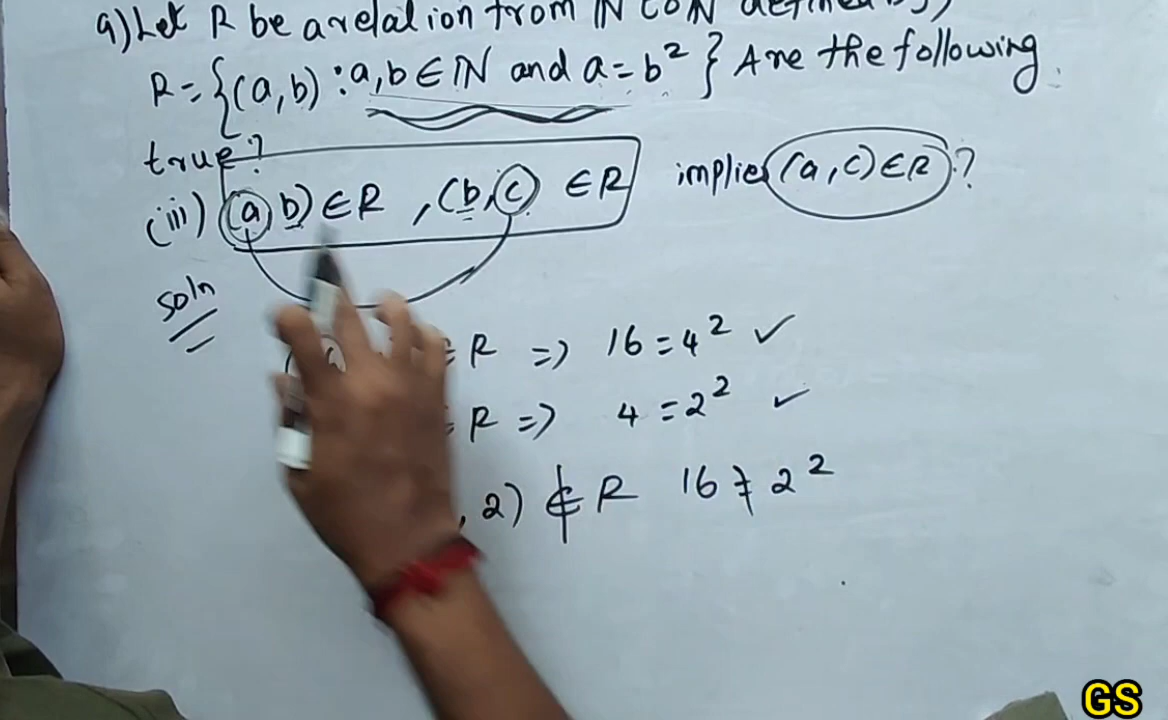 9) Let R be a relation from N to N defined by,
R = {(a,b) : a,b ∈ N and a = b² } Are the following
true?
(iii) (a b) ∈ R , (b, c) ∈ R implies (a, c) ∈ R ?
soln
R => 16 = 4² ✓
R => 4 = 2² ✓
, 2) ∉ R 16 ≠ 2²
GS